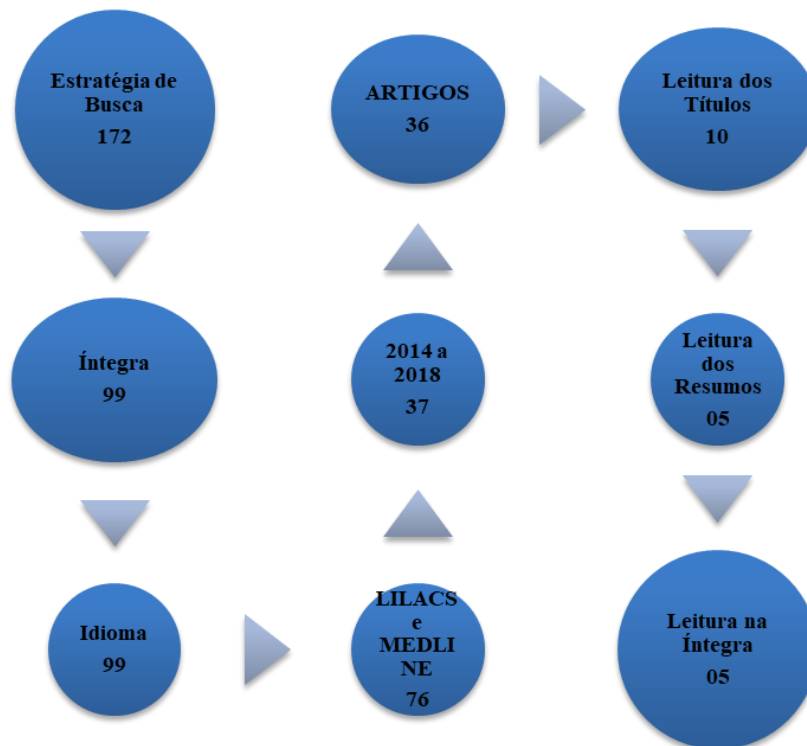 Estratégia de
Busca
172
Íntegra
99
Idioma
99
LILACS
e
MEDLI
NE
76
2014 a
2018
37
ARTIGOS
36
Leitura dos
Títulos
10
Leitura
dos
Resumos
05
Leitura na
Íntegra
05